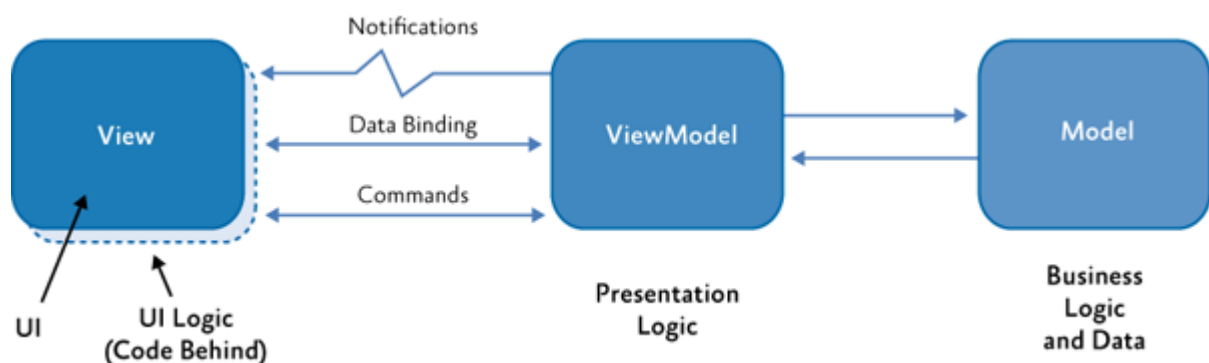 Notifications
View
Data Binding
ViewModel
Model
Commands
UI
UI Logic
(Code Behind)
Presentation
Logic
Business
Logic
and Data